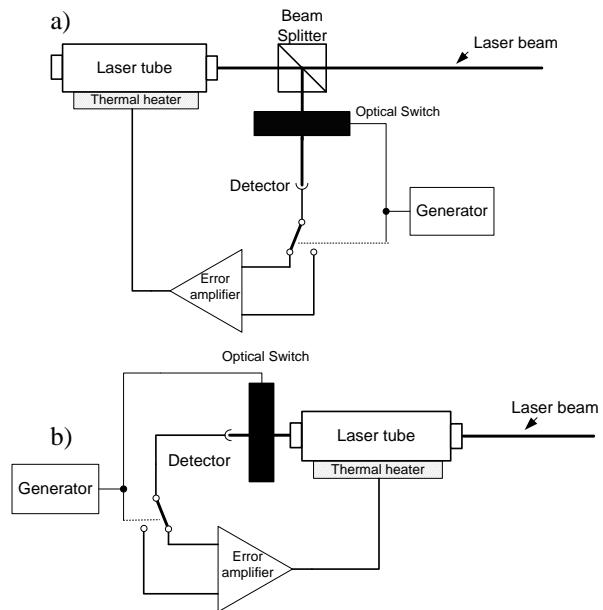 a)
Beam
Splitter
Laser beam
Laser tube
Thermal heater
Optical Switch
Detector
Generator
Error
amplifier
Optical Switch
b)
Laser beam
Laser tube
Detector
Thermal heater
Generator
Error
amplifier